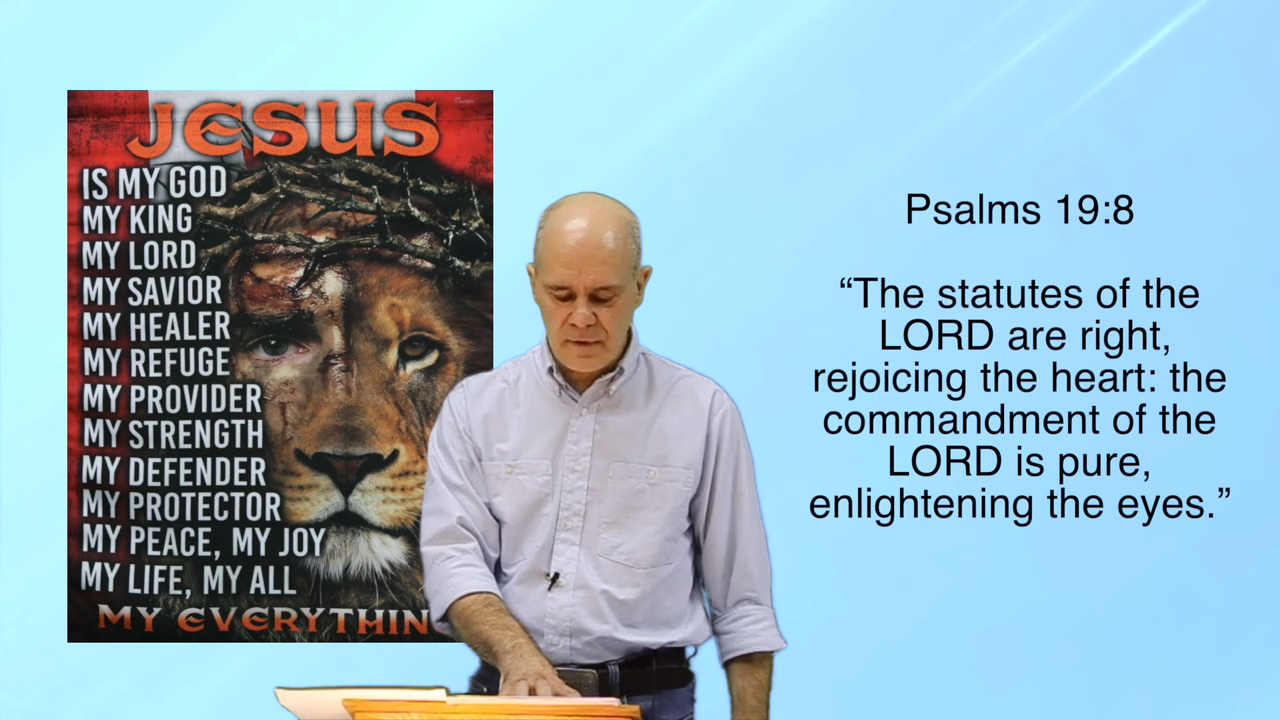 JESUS
IS MY GOD
MY KING
MY LORD
MY SAVIOR
MY HEALER
MY REFUGE
MY PROVIDER
MY STRENGTH
MY DEFENDER
MY PROTECTOR
MY PEACE, MY JOY
MY LIFE, MY ALL
MY EVERYTHIN
Psalms 19:8
“The statutes of the
LORD are right,
rejoicing the heart: the
commandment of the
LORD is pure,
enlightening the eyes.”